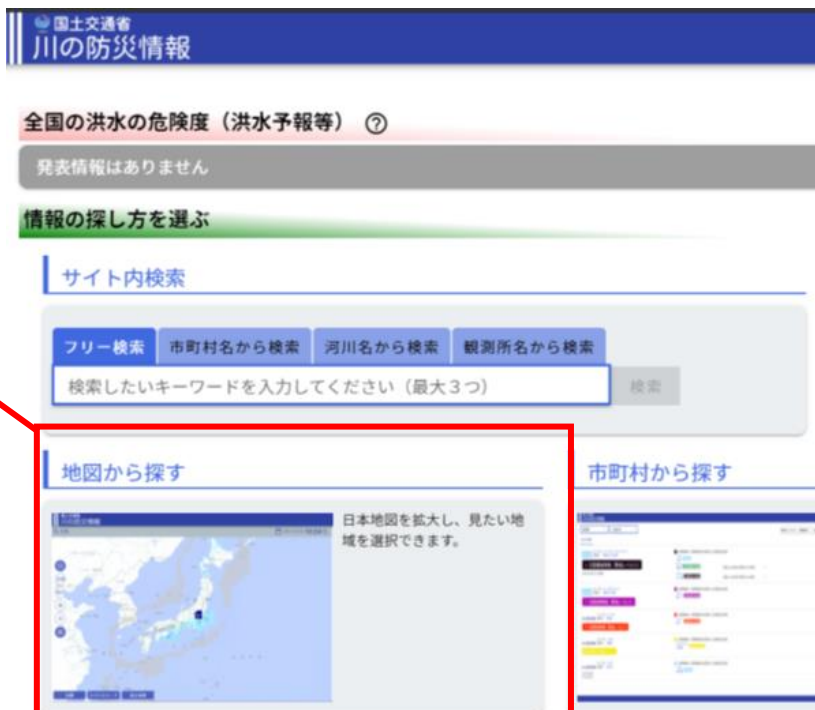 国土交通省
川の防災情報
全国の洪水の危険度（洪水予報等） ?
発表情報はありません
情報の探し方を選ぶ
サイト内検索
フリー検索 市町村名から検索 河川名から検索 観測所名から検索
検索したいキーワードを入力してください（最大３つ） 検索
地図から探す 市町村から探す
日本地図を拡大し、見たい地
域を選択できます。